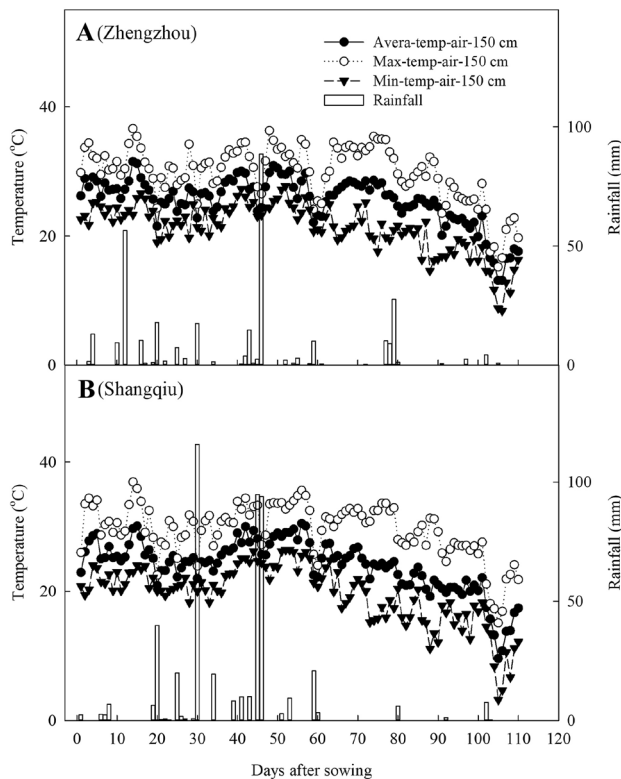 A (Zhengzhou)
Avera-temp-air-150 cm
Max-temp-air-150 cm
Min-temp-air-150 cm
Rainfall
40
20
0
Temperature (°C)
100
50
0
Rainfall (mm)
B (Shangqiu)
40
20
0
Temperature (°C)
100
50
0
Rainfall (mm)
0 10 20 30 40 50 60 70 80 90 100 110 120
Days after sowing